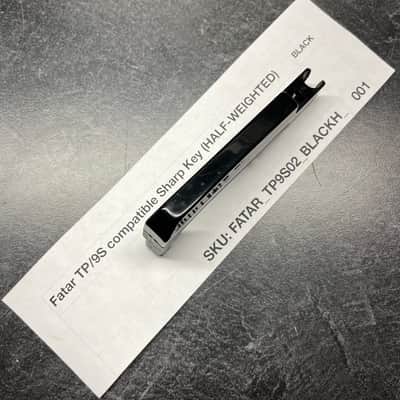 Fatar TP/9S compatible Sharp Key (HALF-WEIGHTED)
BLACK
SKU: FATAR_TP9S02_BLACKH_ 001